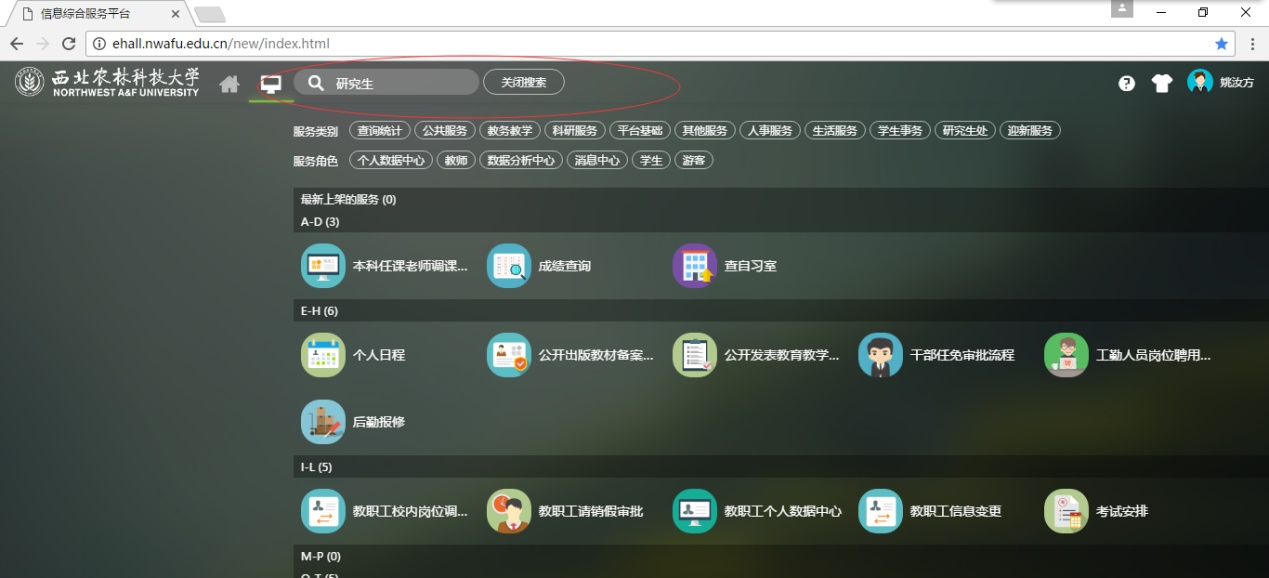 信息综合服务平台
ehall.nwafu.edu.cn/new/index.html
西北农林科技大学
NORTHWEST A&F UNIVERSITY
研究生
关闭搜索
姚汝方
服务类别 查询统计 公共服务 教务教学 科研服务 平台基础 其他服务 人事服务 生活服务 学生事务 研究生处 迎新服务
服务角色 个人数据中心 教师 数据分析中心 消息中心 学生 游客
最新上架的服务 (0)
A-D (3)
本科任课老师调课... 成绩查询 查自习室
E-H (6)
个人日程 公开出版教材备案... 公开发表教育教学... 干部任免审批流程 工勤人员岗位聘用...
后勤报修
I-L (5)
教职工校内岗位调... 教职工请销假审批 教职工个人数据中心 教职工信息变更 考试安排
M-P (0)
Q-T (5)